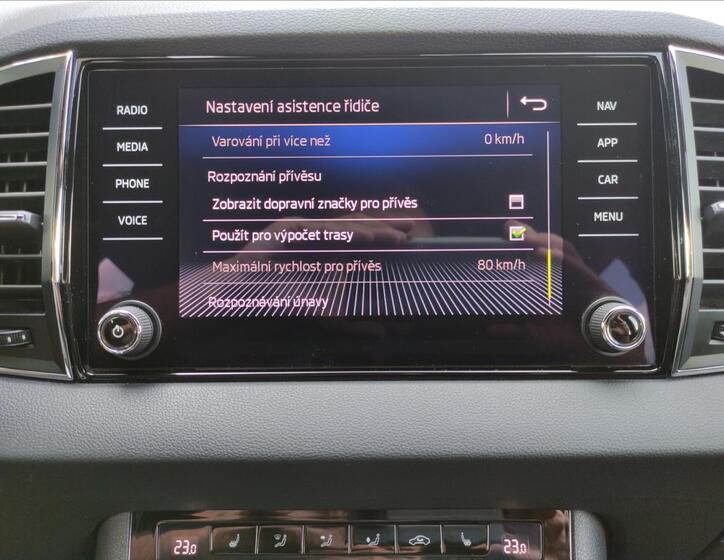 Nastavení asistence řidiče
RADIO
MEDIA
PHONE
VOICE
Varování při více než 0 km/h
Rozpoznání přívěsu
Zobrazit dopravní značky pro přívěs
Použít pro výpočet trasy
Maximální rychlost pro přívěs 80 km/h
Rozpoznávání únavy
NAV
APP
CAR
MENU
23.0
23.0